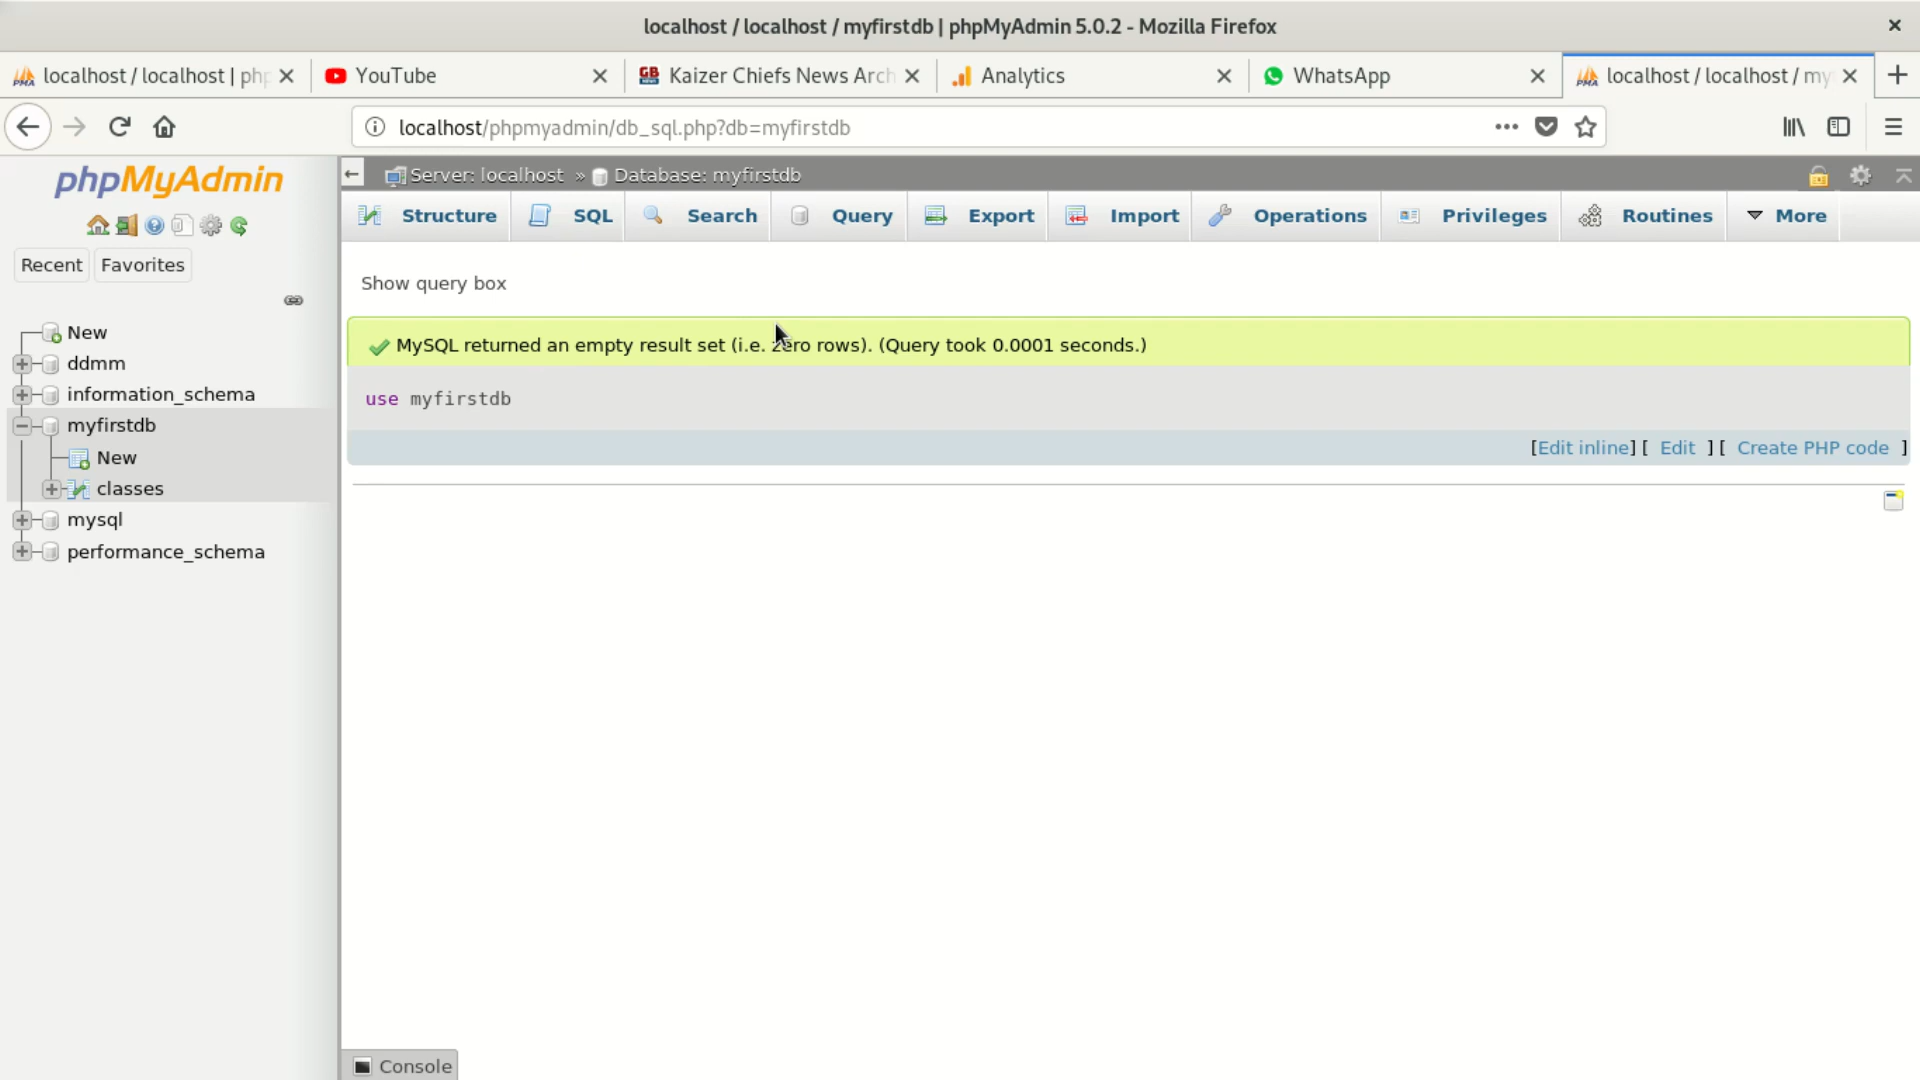 localhost / localhost / myfirstdb | phpMyAdmin 5.0.2 - Mozilla Firefox
localhost / localhost | php
YouTube
Kaizer Chiefs News Arch
Analytics
WhatsApp
localhost / localhost / my
localhost/phpmyadmin/db_sql.php?db=myfirstdb
phpMyAdmin
Server: localhost » Database: myfirstdb
Structure
SQL
Search
Query
Export
Import
Operations
Privileges
Routines
More
Recent
Favorites
New
ddmm
information_schema
myfirstdb
New
classes
mysql
performance_schema
Show query box
MySQL returned an empty result set (i.e. zero rows). (Query took 0.0001 seconds.)
use myfirstdb
[Edit inline] [ Edit ] [ Create PHP code ]
Console